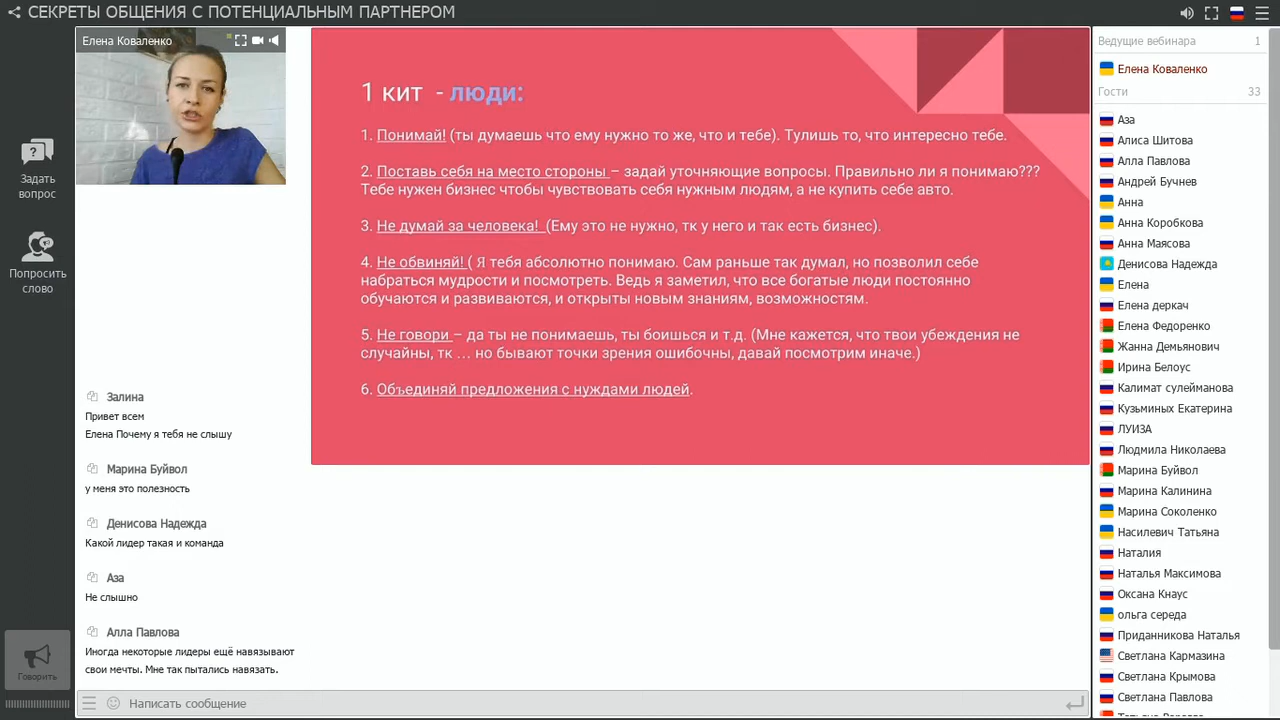 СЕКРЕТЫ ОБЩЕНИЯ С ПОТЕНЦИАЛЬНЫМ ПАРТНЕРОМ
Елена Коваленко
Задать
вопрос
Попросить
слово
Говорить
1 кит - люди:
1. Понимай! (ты думаешь что ему нужно то же, что и тебе). Тулишь то, что интересно тебе.
2. Поставь себя на место стороны – задай уточняющие вопросы. Правильно ли я понимаю???
Тебе нужен бизнес чтобы чувствовать себя нужным людям, а не купить себе авто.
3. Не думай за человека! (Ему это не нужно, тк у него и так есть бизнес).
4. Не обвиняй! ( Я тебя абсолютно понимаю. Сам раньше так думал, но позволил себе
набраться мудрости и посмотреть. Ведь я заметил, что все богатые люди постоянно
обучаются и развиваются, и открыты новым знаниям, возможностям.
5. Не говори – да ты не понимаешь, ты боишься и т.д. (Мне кажется, что твои убеждения не
случайны, тк ... но бывают точки зрения ошибочны, давай посмотрим иначе.)
6. Объединяй предложения с нуждами людей.
Залина
Привет всем
Елена Почему я тебя не слышу
Марина Буйвол
у меня это полезность
Денисова Надежда
Какой лидер такая и команда
Аза
Не слышно
Алла Павлова
Иногда некоторые лидеры ещё навязывают
свои мечты. Мне так пытались навязать.
Написать сообщение
Ведущие вебинара 1
Елена Коваленко
Гости 33
Аза
Алиса Шитова
Алла Павлова
Андрей Бучнев
Анна
Анна Коробкова
Анна Маясова
Денисова Надежда
Елена
Елена деркач
Елена Федоренко
Жанна Демьянович
Ирина Белоус
Калимат сулейманова
Кузьминых Екатерина
ЛУИЗА
Людмила Николаева
Марина Буйвол
Марина Калинина
Марина Соколенко
Насилевич Татьяна
Наталия
Наталья Максимова
Оксана Кнаус
ольга середа
Приданникова Наталья
Светлана Кармазина
Светлана Крымова
Светлана Павлова